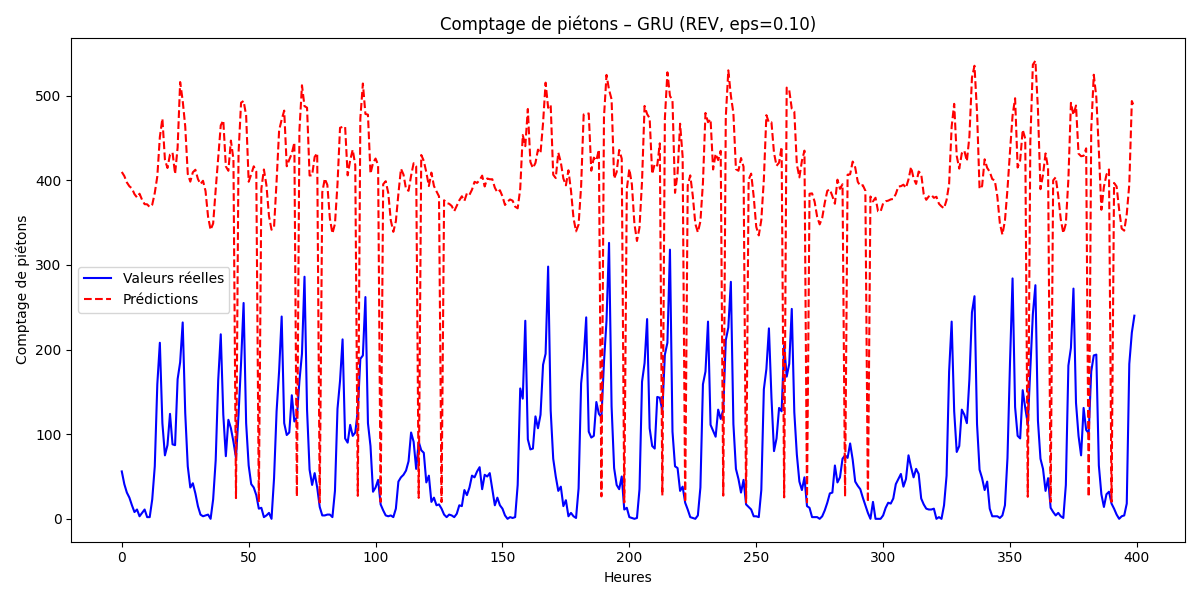 Comptage de piétons – GRU (REV, eps=0.10)
Comptage de piétons
500
400
300
200
100
0
Valeurs réelles
Prédictions
0 50 100 150 200 250 300 350 400
Heures